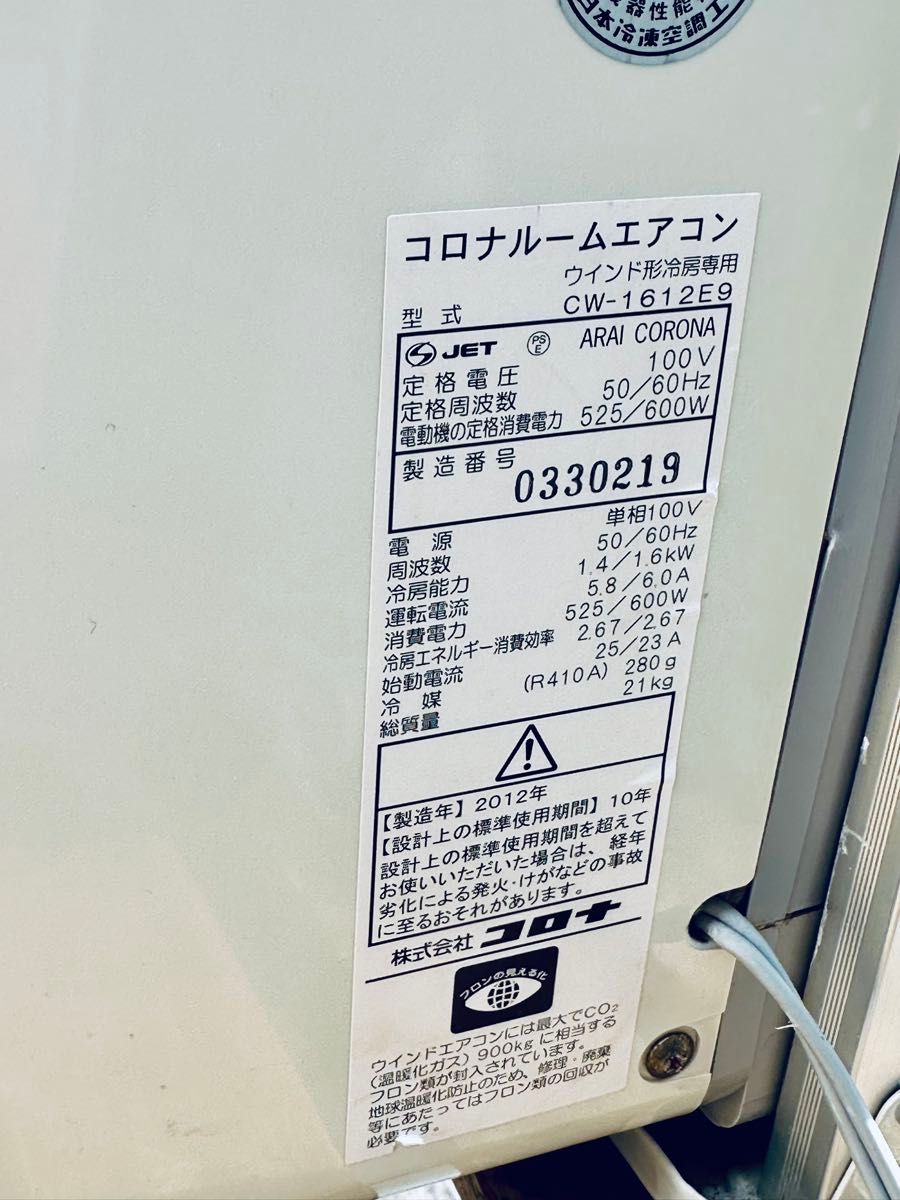 器性能
日本冷凍空調工
コロナルームエアコン
ウインド形冷房専用
型式 CW-1612E9
JET PS E ARAI CORONA
定格電圧 100V
定格周波数 50/60Hz
電動機の定格消費電力 525/600W
製造番号 0330219
電源 単相100V
周波数 50/60Hz
冷房能力 1.4/1.6kW
運転電流 5.8/6.0A
消費電力 525/600W
冷房エネルギー消費効率 2.67/2.67
始動電流 25/23A
冷媒 (R410A) 280g
総質量 21kg
【製造年】2012年
【設計上の標準使用期間】10年
設計上の標準使用期間を超えて
お使いいただいた場合は、経年
劣化による発火・けがなどの事故
に至るおそれがあります。
株式会社 コロナ
フロンの見える化
ウインドエアコンには最大でCO₂
(温暖化ガス) 900kgに相当する
フロン類が封入されています。
地球温暖化防止のため、修理・廃棄
等にあたってはフロン類の回収が
必要です。